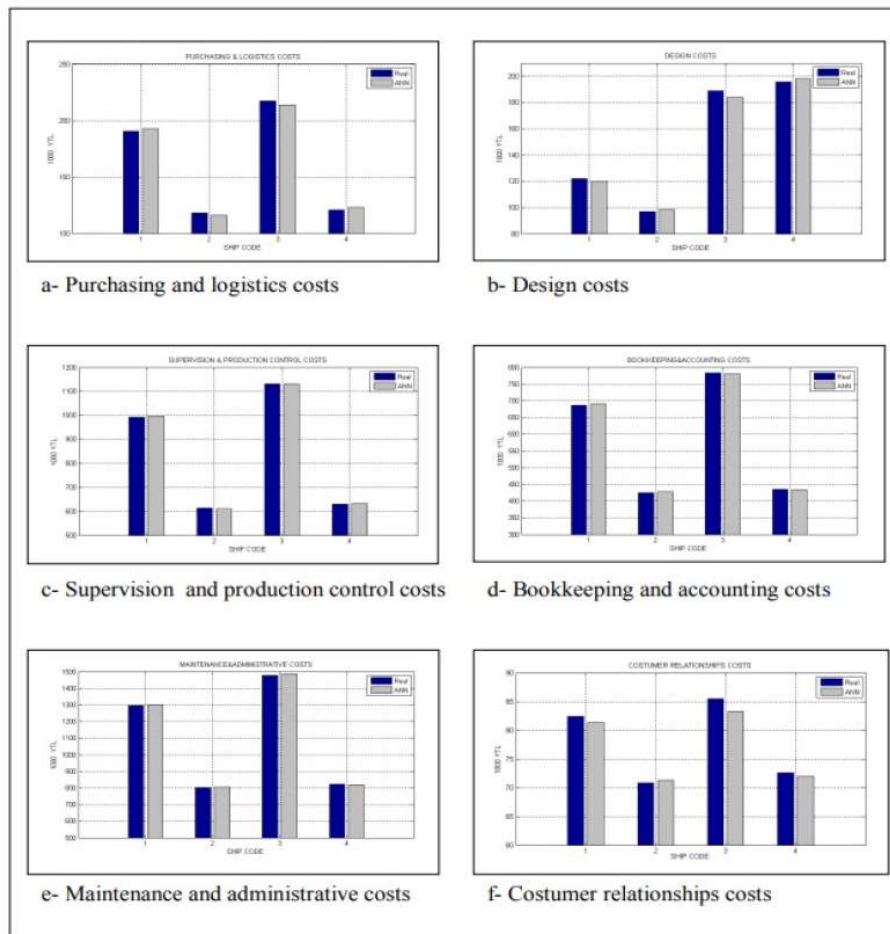 PURCHASING & LOGISTICS COSTS
250
200
150
100
1000 YTL
Real
ANN
1 2 3 4
SHIP CODE
a- Purchasing and logistics costs
DESIGN COSTS
200
180
160
140
120
100
80
1000 YTL
Real
ANN
1 2 3 4
SHIP CODE
b- Design costs
SUPERVISION & PRODUCTION CONTROL COSTS
1200
1100
1000
900
800
700
600
500
1000 YTL
Real
ANN
1 2 3 4
SHIP CODE
c- Supervision and production control costs
BOOKKEEPING&ACCOUNTING COSTS
800
750
700
650
600
550
500
450
400
350
300
1000 YTL
Real
ANN
1 2 3 4
SHIP CODE
d- Bookkeeping and accounting costs
MAINTENANCE&ADMINISTRATIVE COSTS
1500
1400
1300
1200
1100
1000
900
800
700
600
500
1000 YTL
Real
ANN
1 2 3 4
SHIP CODE
e- Maintenance and administrative costs
COSTUMER RELATIONSHIPS COSTS
90
85
80
75
70
65
60
1000 YTL
Real
ANN
1 2 3 4
SHIP CODE
f- Costumer relationships costs